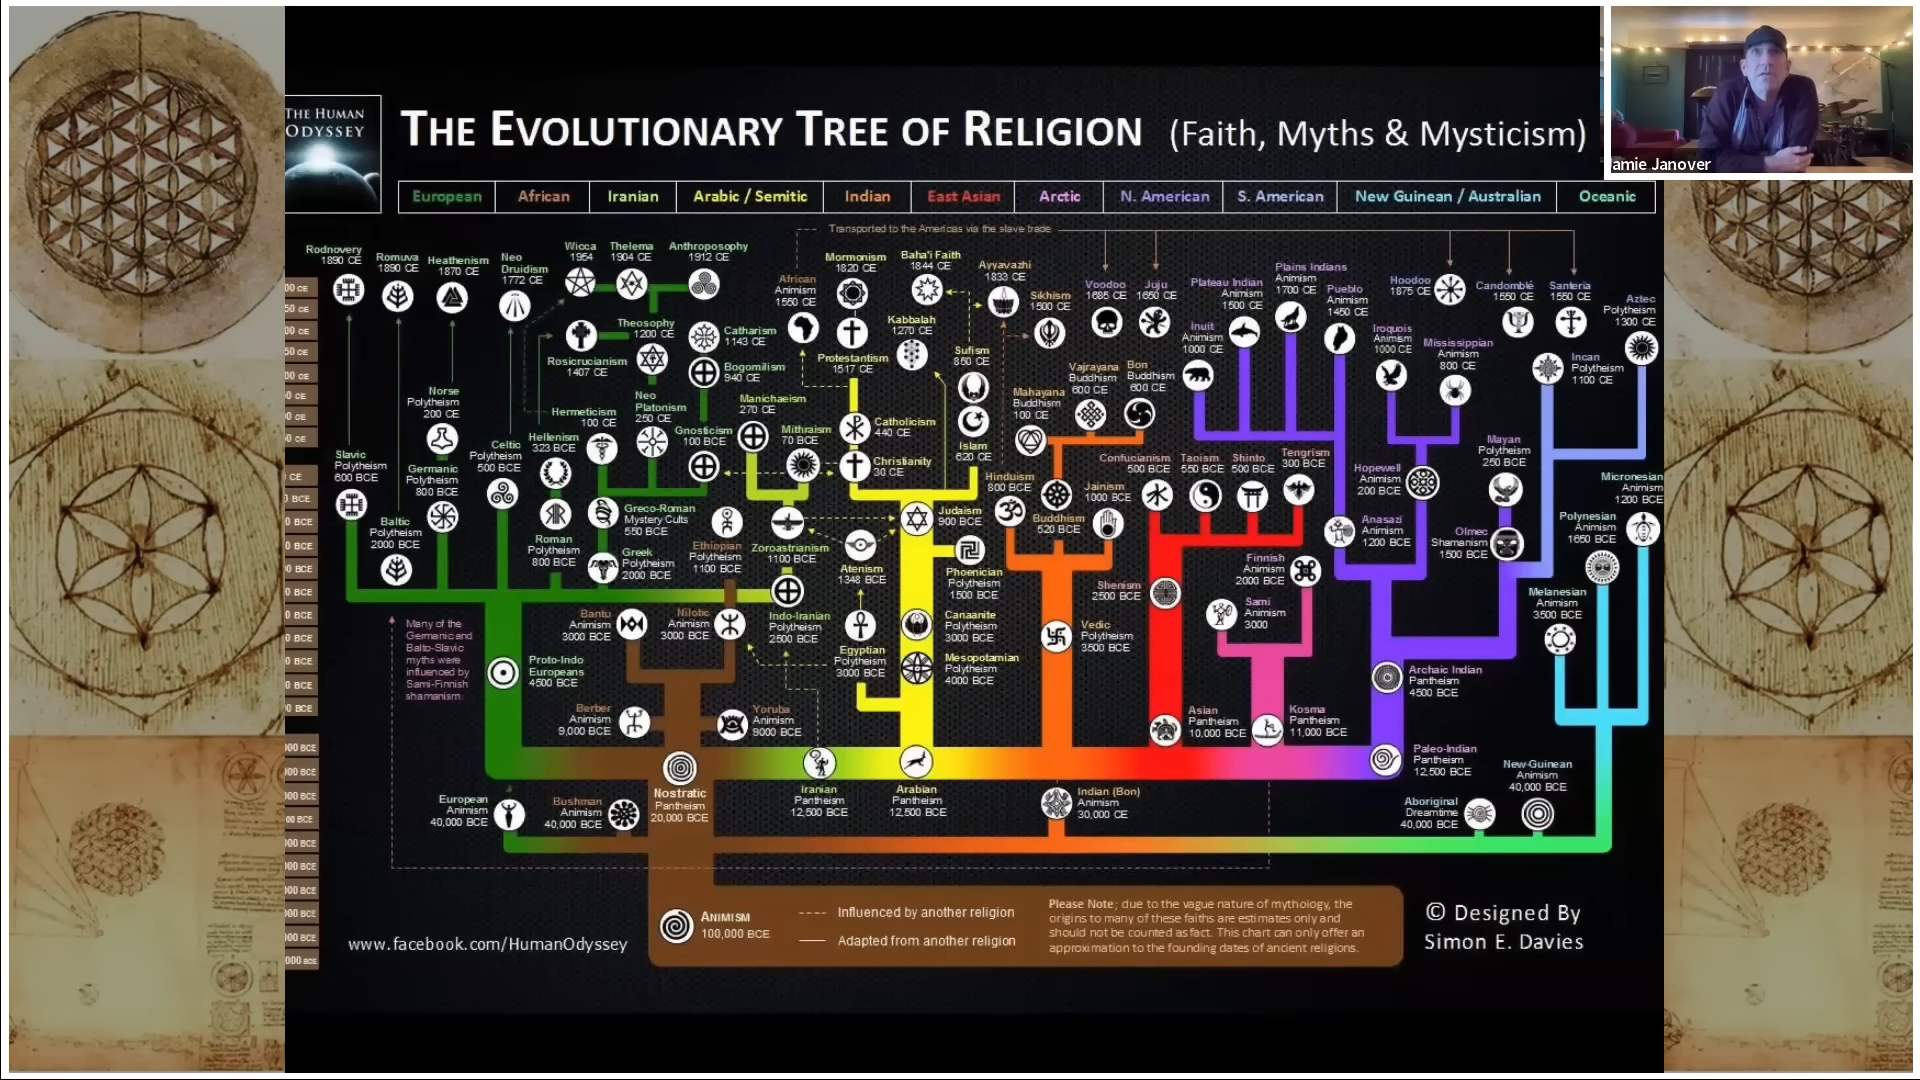 THE HUMAN
ODYSSEY
THE EVOLUTIONARY TREE OF RELIGION (Faith, Myths & Mysticism)
amie Janover
European
African
Iranian
Arabic / Semitic
Indian
East Asian
Arctic
N. American
S. American
New Guinean / Australian
Oceanic
Transported to the Americas via the slave trade
Rodnovery
1890 CE
Romuva
1890 CE
Heathenism
1870 CE
Neo
Druidism
1772 CE
Wicca
1954
Thelema
1904 CE
Anthroposophy
1912 CE
African
Animism
1550 CE
Mormonism
1820 CE
Baha'i Faith
1844 CE
Ayyavazhi
1833 CE
Sikhism
1500 CE
Voodoo
1685 CE
Juju
1650 CE
Plateau Indian
Animism
1500 CE
Plains Indians
Animism
1700 CE
Pueblo
Animism
1450 CE
Hoodoo
1875 CE
Candomblé
1550 CE
Santeria
1550 CE
Aztec
Polytheism
1300 CE
Rosicrucianism
1407 CE
Theosophy
1200 CE
Catharism
1143 CE
Bogomilism
940 CE
Protestantism
1517 CE
Kabbalah
1270 CE
Sufism
850 CE
Inuit
Animism
1000 CE
Iroquois
Animism
1000 CE
Mississippian
Animism
800 CE
Incan
Polytheism
1100 CE
Norse
Polytheism
200 CE
Hermeticism
100 CE
Neo
Platonism
250 CE
Gnosticism
100 BCE
Manichaeism
270 CE
Mithraism
70 BCE
Catholicism
440 CE
Christianity
30 CE
Islam
620 CE
Mahayana
Buddhism
100 CE
Vajrayana
Buddhism
600 CE
Bon
Buddhism
600 CE
Slavic
Polytheism
600 BCE
Baltic
Polytheism
2000 BCE
Germanic
Polytheism
800 BCE
Celtic
Polytheism
500 BCE
Hellenism
323 BCE
Roman
Polytheism
800 BCE
Greco-Roman
Mystery Cults
550 BCE
Greek
Polytheism
2000 BCE
Ethiopian
Polytheism
1100 BCE
Zoroastrianism
1100 BCE
Atenism
1348 BCE
Judaism
900 BCE
Phoenician
Polytheism
1500 BCE
Hinduism
800 BCE
Buddhism
520 BCE
Jainism
1000 BCE
Confucianism
500 BCE
Taoism
550 BCE
Shinto
500 BCE
Tengrism
300 BCE
Hopewell
Animism
200 BCE
Anasazi
Animism
1200 BCE
Mayan
Polytheism
250 BCE
Olmec
Shamanism
1500 BCE
Micronesian
Animism
1200 BCE
Polynesian
Animism
1650 BCE
Melanesian
Animism
3500 BCE
Many of the
Germanic and
Balto-Slavic
myths were
influenced by
Sami-Finnish
shamanism.
Proto-Indo
Europeans
4500 BCE
Bantu
Animism
3000 BCE
Nilotic
Animism
3000 BCE
Indo-Iranian
Polytheism
2500 BCE
Egyptian
Polytheism
3000 BCE
Canaanite
Polytheism
3000 BCE
Mesopotamian
Polytheism
4000 BCE
Vedic
Polytheism
3500 BCE
Shenism
2500 BCE
Finnish
Animism
2000 BCE
Sami
Animism
3000
Archaic Indian
Pantheism
4500 BCE
Berber
Animism
9,000 BCE
Yoruba
Animism
9000 BCE
Asian
Pantheism
10,000 BCE
Kosma
Pantheism
11,000 BCE
Paleo-Indian
Pantheism
12,500 BCE
European
Animism
40,000 BCE
Bushman
Animism
40,000 BCE
Nostratic
Pantheism
20,000 BCE
Iranian
Pantheism
12,500 BCE
Arabian
Pantheism
12,500 BCE
Indian (Bon)
Animism
30,000 CE
Aboriginal
Dreamtime
40,000 BCE
New-Guinean
Animism
40,000 BCE
ANIMISM
100,000 BCE
Influenced by another religion
Adapted from another religion
Please Note; due to the vague nature of mythology, the
origins to many of these faiths are estimates only and
should not be counted as fact. This chart can only offer an
approximation to the founding dates of ancient religions.
www.facebook.com/HumanOdyssey
© Designed By
Simon E. Davies